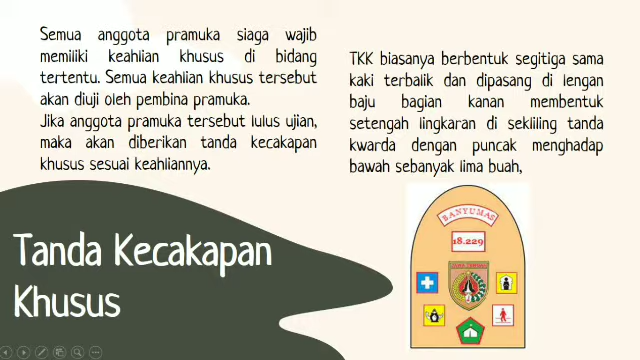 Semua anggota pramuka siaga wajib
memiliki keahlian khusus di bidang
tertentu. Semua keahlian khusus tersebut
akan diuji oleh pembina pramuka.
Jika anggota pramuka tersebut lulus ujian,
maka akan diberikan tanda kecakapan
khusus sesuai keahliannya.
TKK biasanya berbentuk segitiga sama
kaki terbalik dan dipasang di lengan
baju bagian kanan membentuk
setengah lingkaran di sekliling tanda
kwarda dengan puncak menghadap
bawah sebanyak lima buah,
Tanda Kecakapan
Khusus
BANYUMAS
18.229
JAWA TENGAH